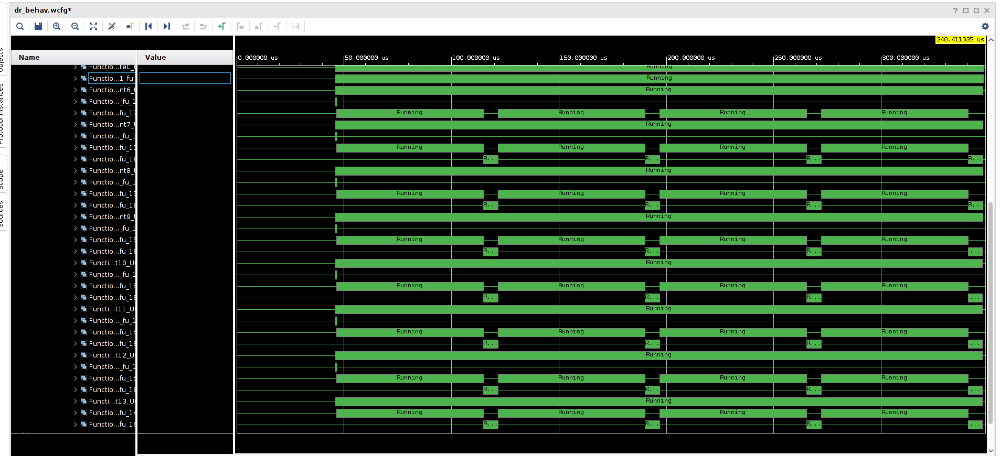 dr_behav.wcfg*
348.411335 us
Name Value 0.000000 us 50.000000 us 100.000000 us 150.000000 us 200.000000 us 250.000000 us 300.000000 us
Objects
Protocol Instances
Scope
Sources
Functio...teC_ Running
Functio...1_fu_ Running
Functio...nt6_ Running
Functio..._fu_1
Functio...fu_17 Running Running Running Running
Functio...nt7_ Running
Functio..._fu_1
Functio...fu_15 Running Running Running Running
Functio...fu_18 R... R... R... R...
Functio...nt8_ Running
Functio..._fu_1
Functio...fu_15 Running Running Running Running
Functio...fu_18 R... R... R... R...
Functio...nt9_ Running
Functio..._fu_1
Functio...fu_15 Running Running Running Running
Functio...fu_18 R... R... R... ...
Functi...t10_U Running
Functio..._fu_1
Functio...fu_15 Running Running Running Running
Functio...fu_18 R... R... R... ...
Functi...t11_U Running
Functio..._fu_1
Functio...fu_15 Running Running Running Running
Functio...fu_18 R... R... R... ...
Functi...t12_U Running
Functio..._fu_1
Functio...fu_15 Running Running Running Running
Functio...fu_18 R... R... R... ...
Functi...t13_U Running
Functio...fu_14 Running Running Running Running
Functio...fu_16 R... R... R... ...